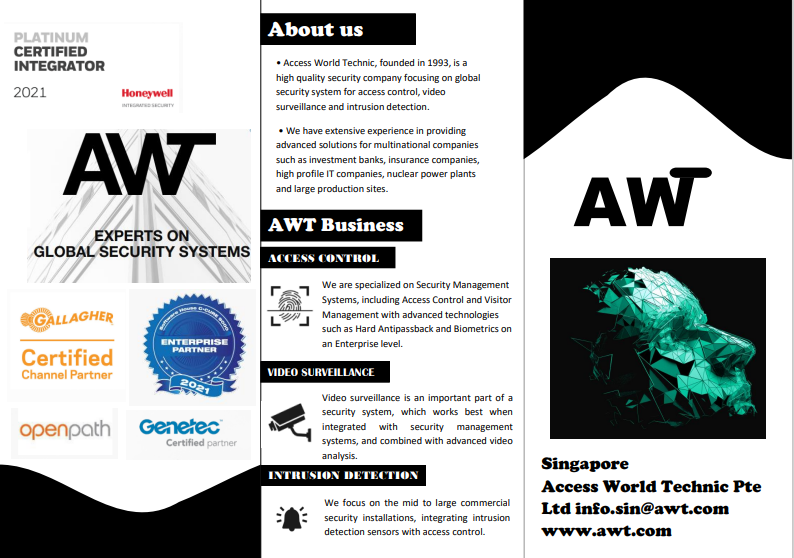 PLATINUM
CERTIFIED
INTEGRATOR
2021
Honeywell
INTEGRATED SECURITY
AWT
EXPERTS ON
GLOBAL SECURITY SYSTEMS
GALLAGHER
Certified
Channel Partner
Software House C•CURE 9000
ENTERPRISE
PARTNER
2021
openpath
Genetec
Certified partner
About us
• Access World Technic, founded in 1993, is a
high quality security company focusing on global
security system for access control, video
surveillance and intrusion detection.
• We have extensive experience in providing
advanced solutions for multinational companies
such as investment banks, insurance companies,
high profile IT companies, nuclear power plants
and large production sites.
AWT Business
ACCESS CONTROL
We are specialized on Security Management
Systems, including Access Control and Visitor
Management with advanced technologies
such as Hard Antipassback and Biometrics on
an Enterprise level.
VIDEO SURVEILLANCE
Video surveillance is an important part of a
security system, which works best when
integrated with security management
systems, and combined with advanced video
analysis.
INTRUSION DETECTION
We focus on the mid to large commercial
security installations, integrating intrusion
detection sensors with access control.
AWT
Singapore
Access World Technic Pte
Ltd info.sin@awt.com
www.awt.com